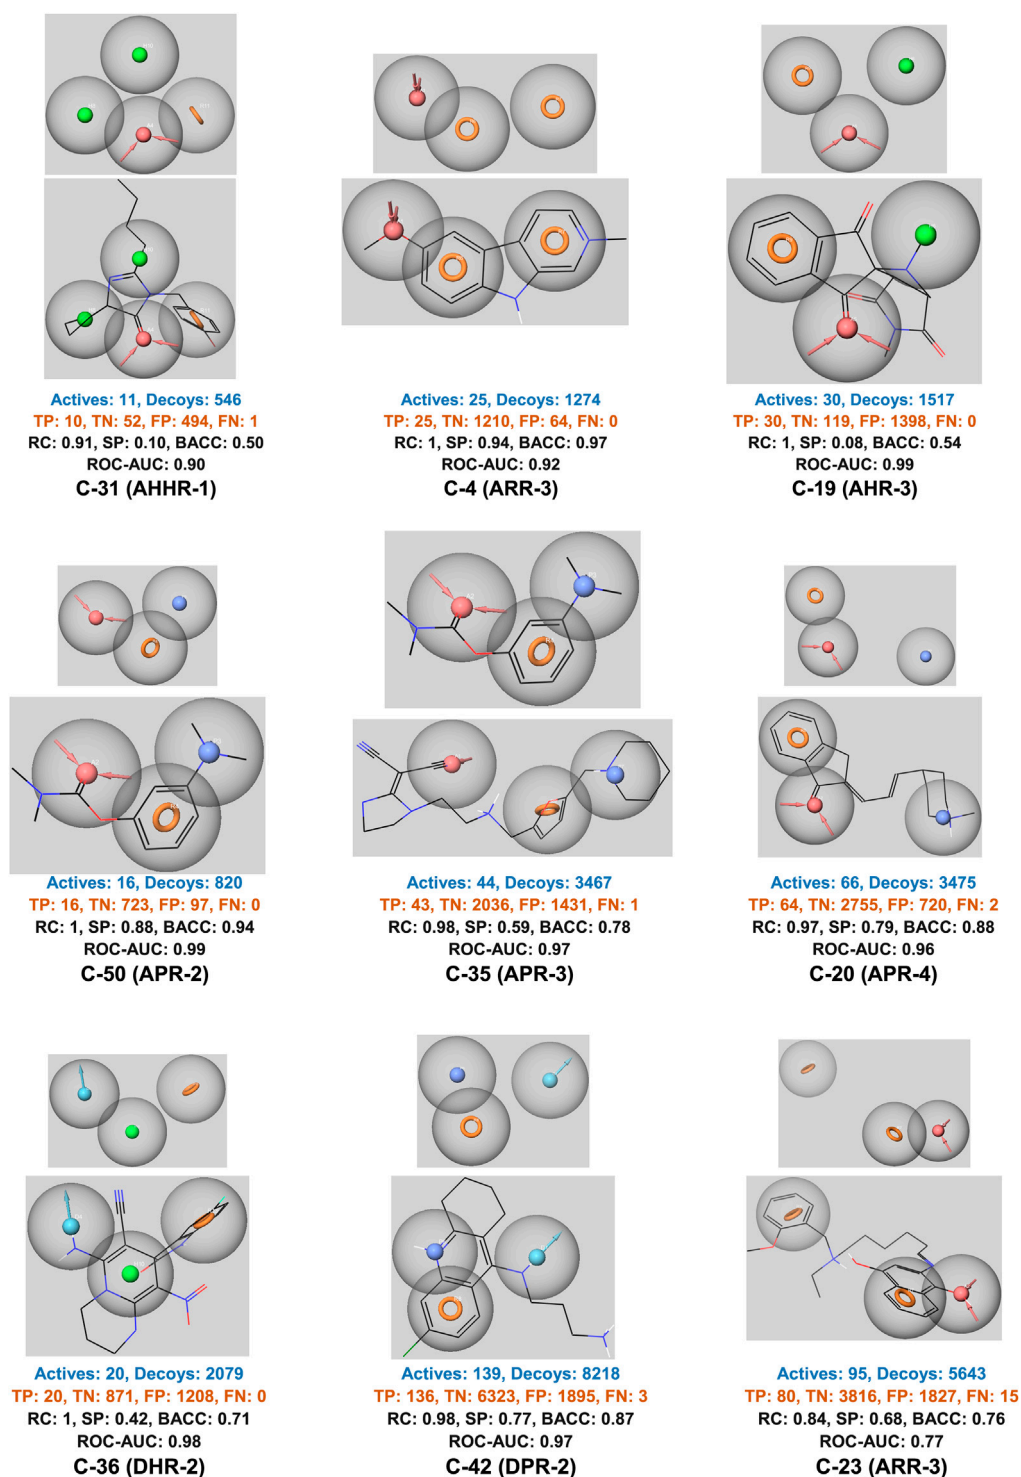 Actives: 11, Decoys: 546
TP: 10, TN: 52, FP: 494, FN: 1
RC: 0.91, SP: 0.10, BACC: 0.50
ROC-AUC: 0.90
C-31 (AHHR-1)
Actives: 25, Decoys: 1274
TP: 25, TN: 1210, FP: 64, FN: 0
RC: 1, SP: 0.94, BACC: 0.97
ROC-AUC: 0.92
C-4 (ARR-3)
Actives: 30, Decoys: 1517
TP: 30, TN: 119, FP: 1398, FN: 0
RC: 1, SP: 0.08, BACC: 0.54
ROC-AUC: 0.99
C-19 (AHR-3)
Actives: 16, Decoys: 820
TP: 16, TN: 723, FP: 97, FN: 0
RC: 1, SP: 0.88, BACC: 0.94
ROC-AUC: 0.99
C-50 (APR-2)
Actives: 44, Decoys: 3467
TP: 43, TN: 2036, FP: 1431, FN: 1
RC: 0.98, SP: 0.59, BACC: 0.78
ROC-AUC: 0.97
C-35 (APR-3)
Actives: 66, Decoys: 3475
TP: 64, TN: 2755, FP: 720, FN: 2
RC: 0.97, SP: 0.79, BACC: 0.88
ROC-AUC: 0.96
C-20 (APR-4)
Actives: 20, Decoys: 2079
TP: 20, TN: 871, FP: 1208, FN: 0
RC: 1, SP: 0.42, BACC: 0.71
ROC-AUC: 0.98
C-36 (DHR-2)
Actives: 139, Decoys: 8218
TP: 136, TN: 6323, FP: 1895, FN: 3
RC: 0.98, SP: 0.77, BACC: 0.87
ROC-AUC: 0.97
C-42 (DPR-2)
Actives: 95, Decoys: 5643
TP: 80, TN: 3816, FP: 1827, FN: 15
RC: 0.84, SP: 0.68, BACC: 0.76
ROC-AUC: 0.77
C-23 (ARR-3)